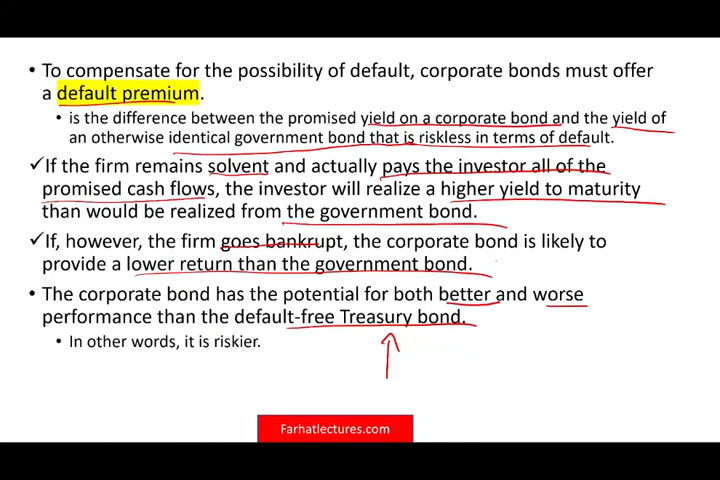 • To compensate for the possibility of default, corporate bonds must offer
a default premium.
• is the difference between the promised yield on a corporate bond and the yield of
an otherwise identical government bond that is riskless in terms of default.
✓If the firm remains solvent and actually pays the investor all of the
promised cash flows, the investor will realize a higher yield to maturity
than would be realized from the government bond.
✓If, however, the firm goes bankrupt, the corporate bond is likely to
provide a lower return than the government bond.
• The corporate bond has the potential for both better and worse
performance than the default-free Treasury bond.
• In other words, it is riskier.
Farhatlectures.com